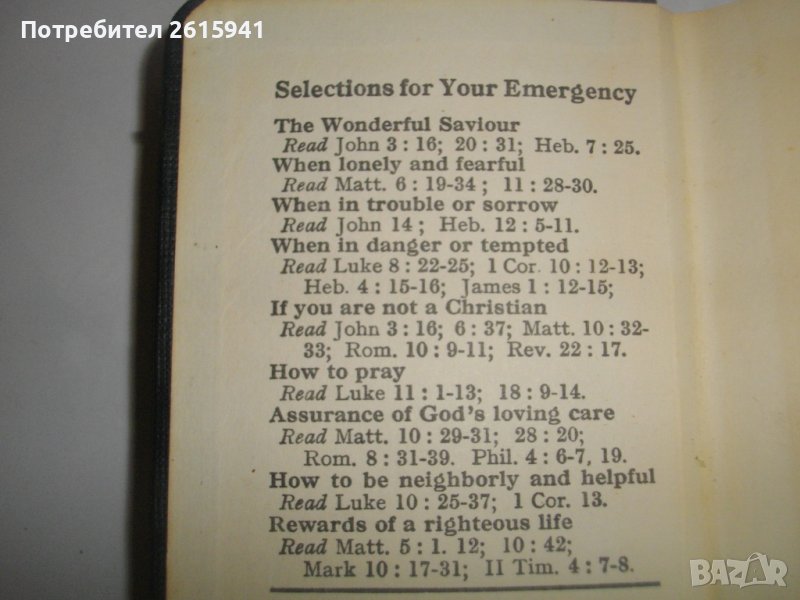 Потребител 2615941
Selections for Your Emergency
The Wonderful Saviour
Read John 3 : 16; 20 : 31; Heb. 7 : 25.
When lonely and fearful
Read Matt. 6 : 19-34 ; 11 : 28-30.
When in trouble or sorrow
Read John 14 ; Heb. 12 : 5-11.
When in danger or tempted
Read Luke 8 : 22-25; 1 Cor. 10 : 12-13;
Heb. 4 : 15-16; James 1 : 12-15;
If you are not a Christian
Read John 3 : 16; 6 : 37; Matt. 10 : 32-
33; Rom. 10 : 9-11; Rev. 22 : 17.
How to pray
Read Luke 11 : 1-13; 18 : 9-14.
Assurance of God's loving care
Read Matt. 10 : 29-31; 28 : 20;
Rom. 8 : 31-39. Phil. 4 : 6-7, 19.
How to be neighborly and helpful
Read Luke 10 : 25-37; 1 Cor. 13.
Rewards of a righteous life
Read Matt. 5 : 1. 12; 10 : 42;
Mark 10 : 17-31; II Tim. 4 : 7-8.
BAZAR